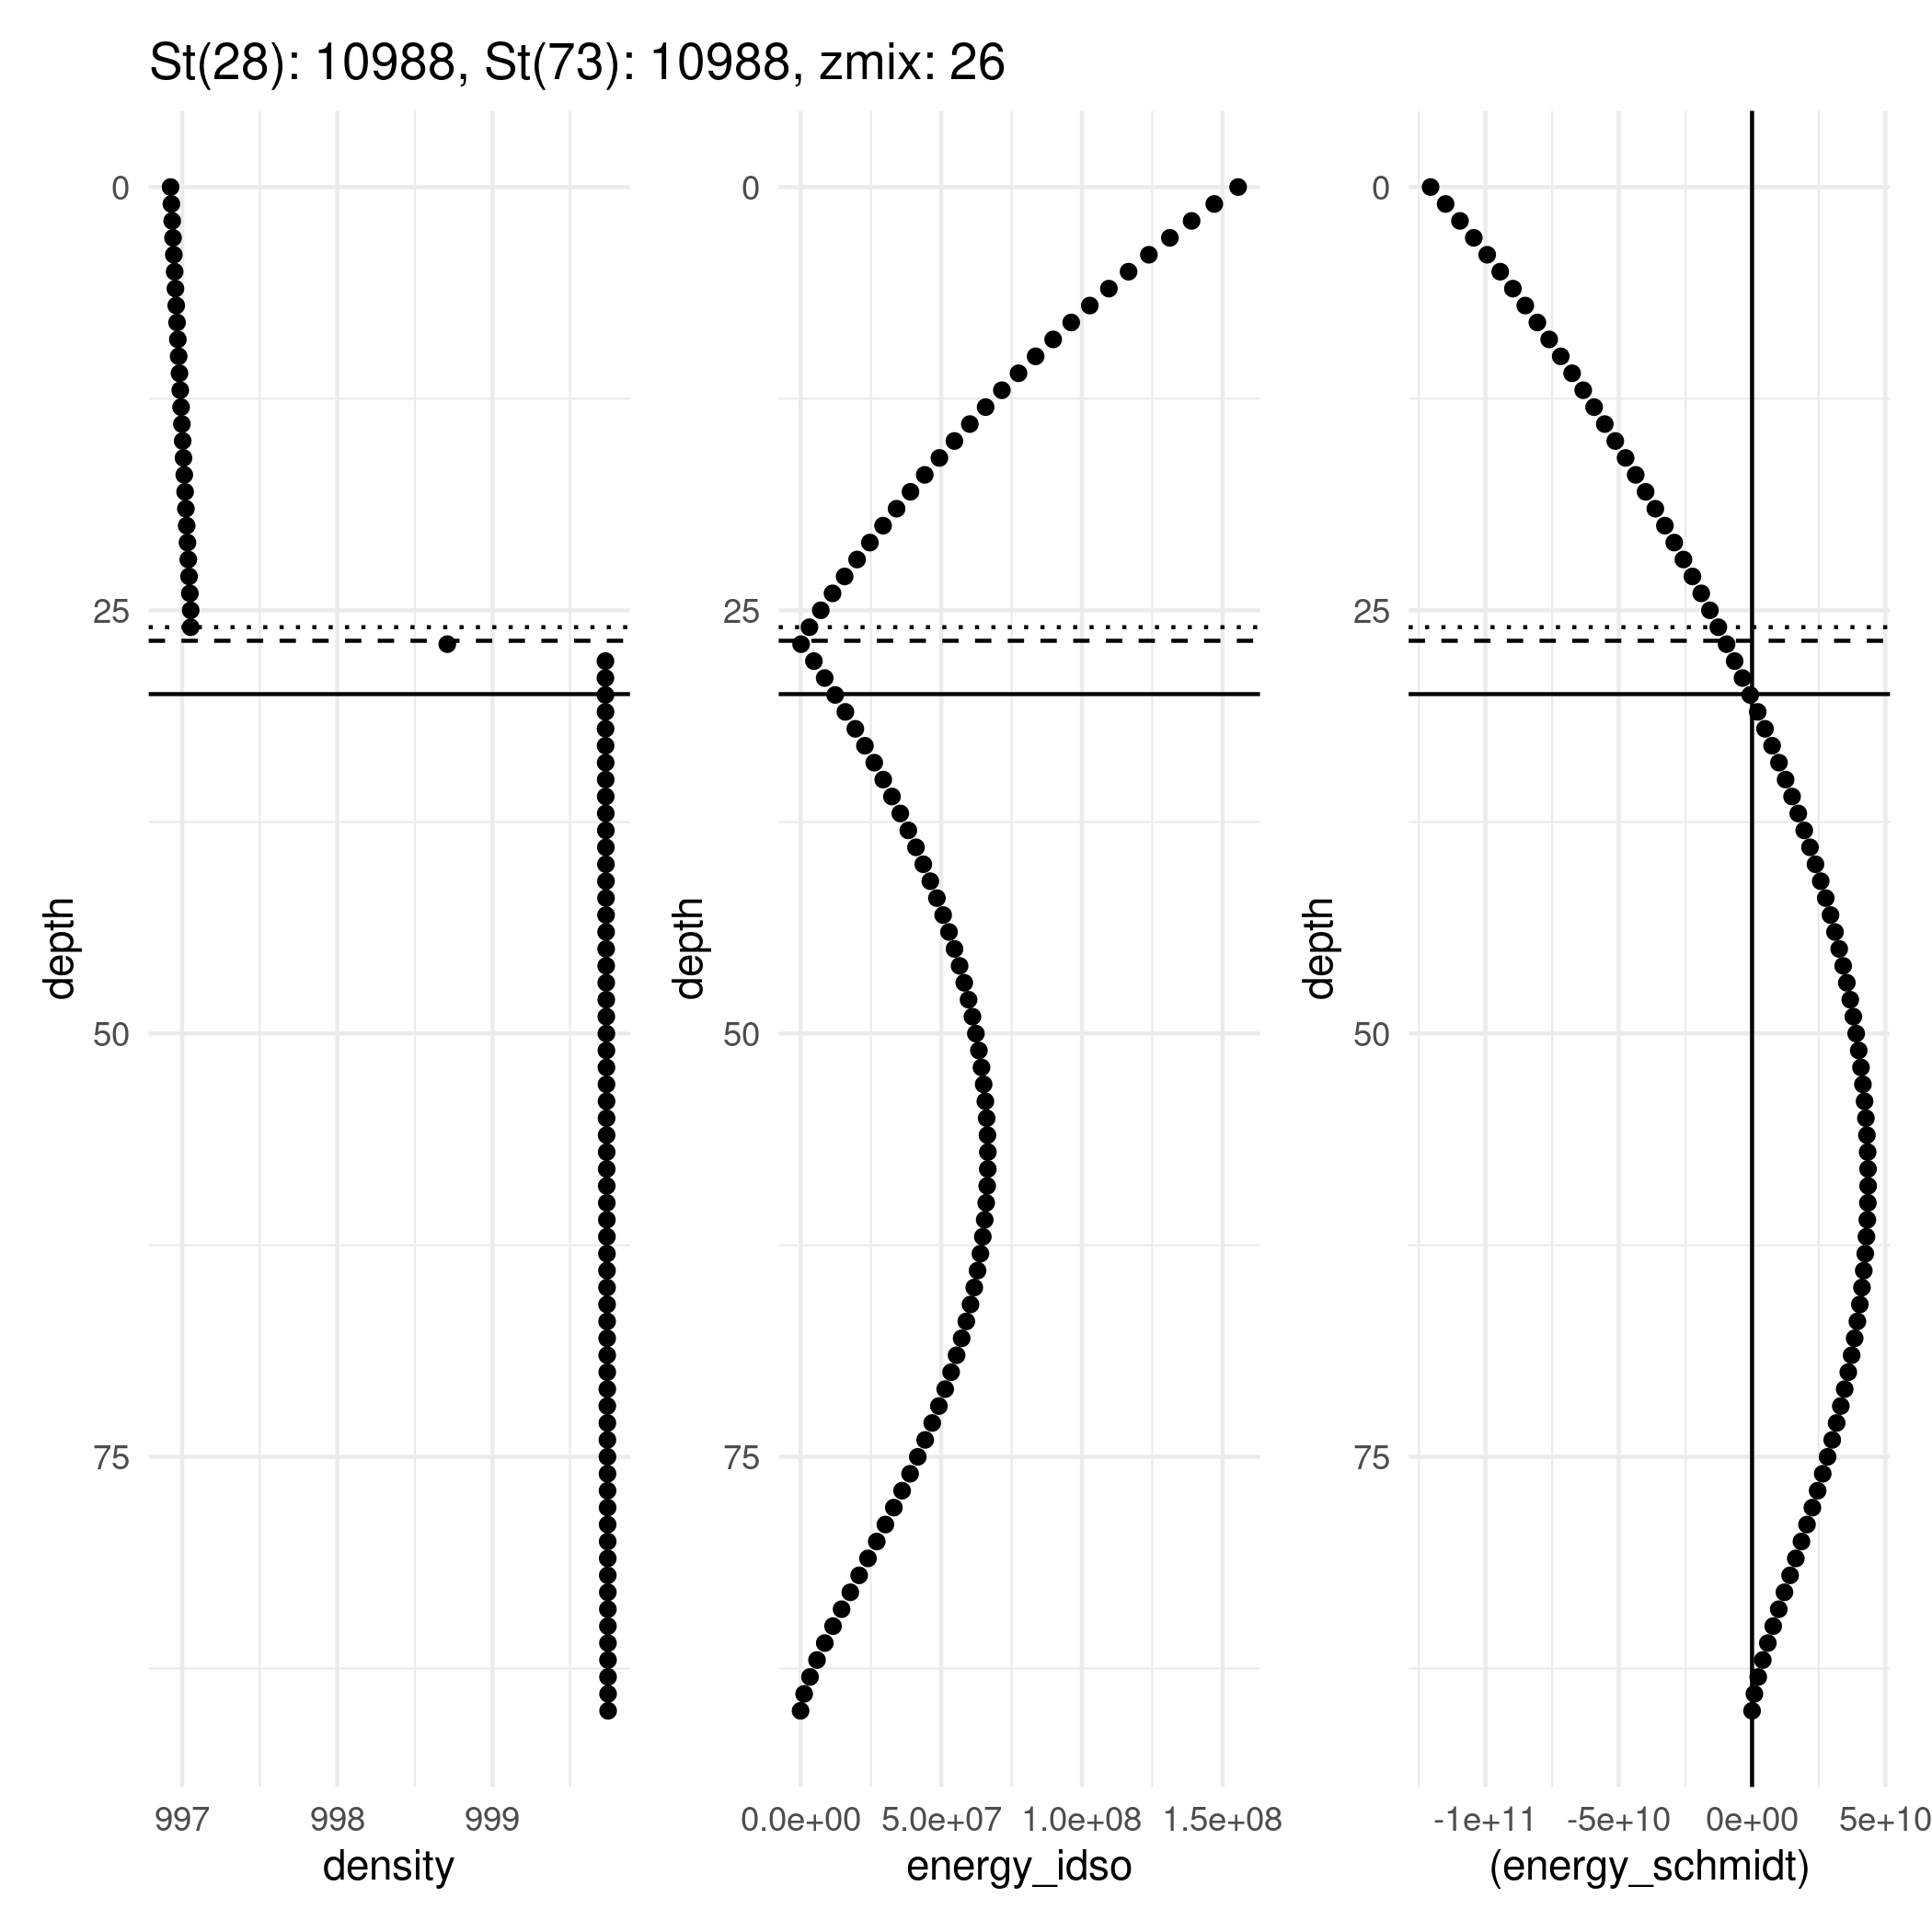 St(28): 10988, St(73): 10988, zmix: 26
0
25
50
75
depth
997 998 999
density
0
25
50
75
depth
0.0e+00 5.0e+07 1.0e+08 1.5e+08
energy_idso
0
25
50
75
depth
-1e+11 -5e+10 0e+00 5e+10
(energy_schmidt)